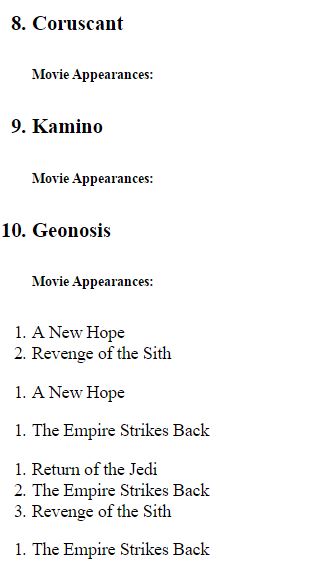 8. Coruscant
Movie Appearances:
9. Kamino
Movie Appearances:
10. Geonosis
Movie Appearances:
1. A New Hope
2. Revenge of the Sith
1. A New Hope
1. The Empire Strikes Back
1. Return of the Jedi
2. The Empire Strikes Back
3. Revenge of the Sith
1. The Empire Strikes Back